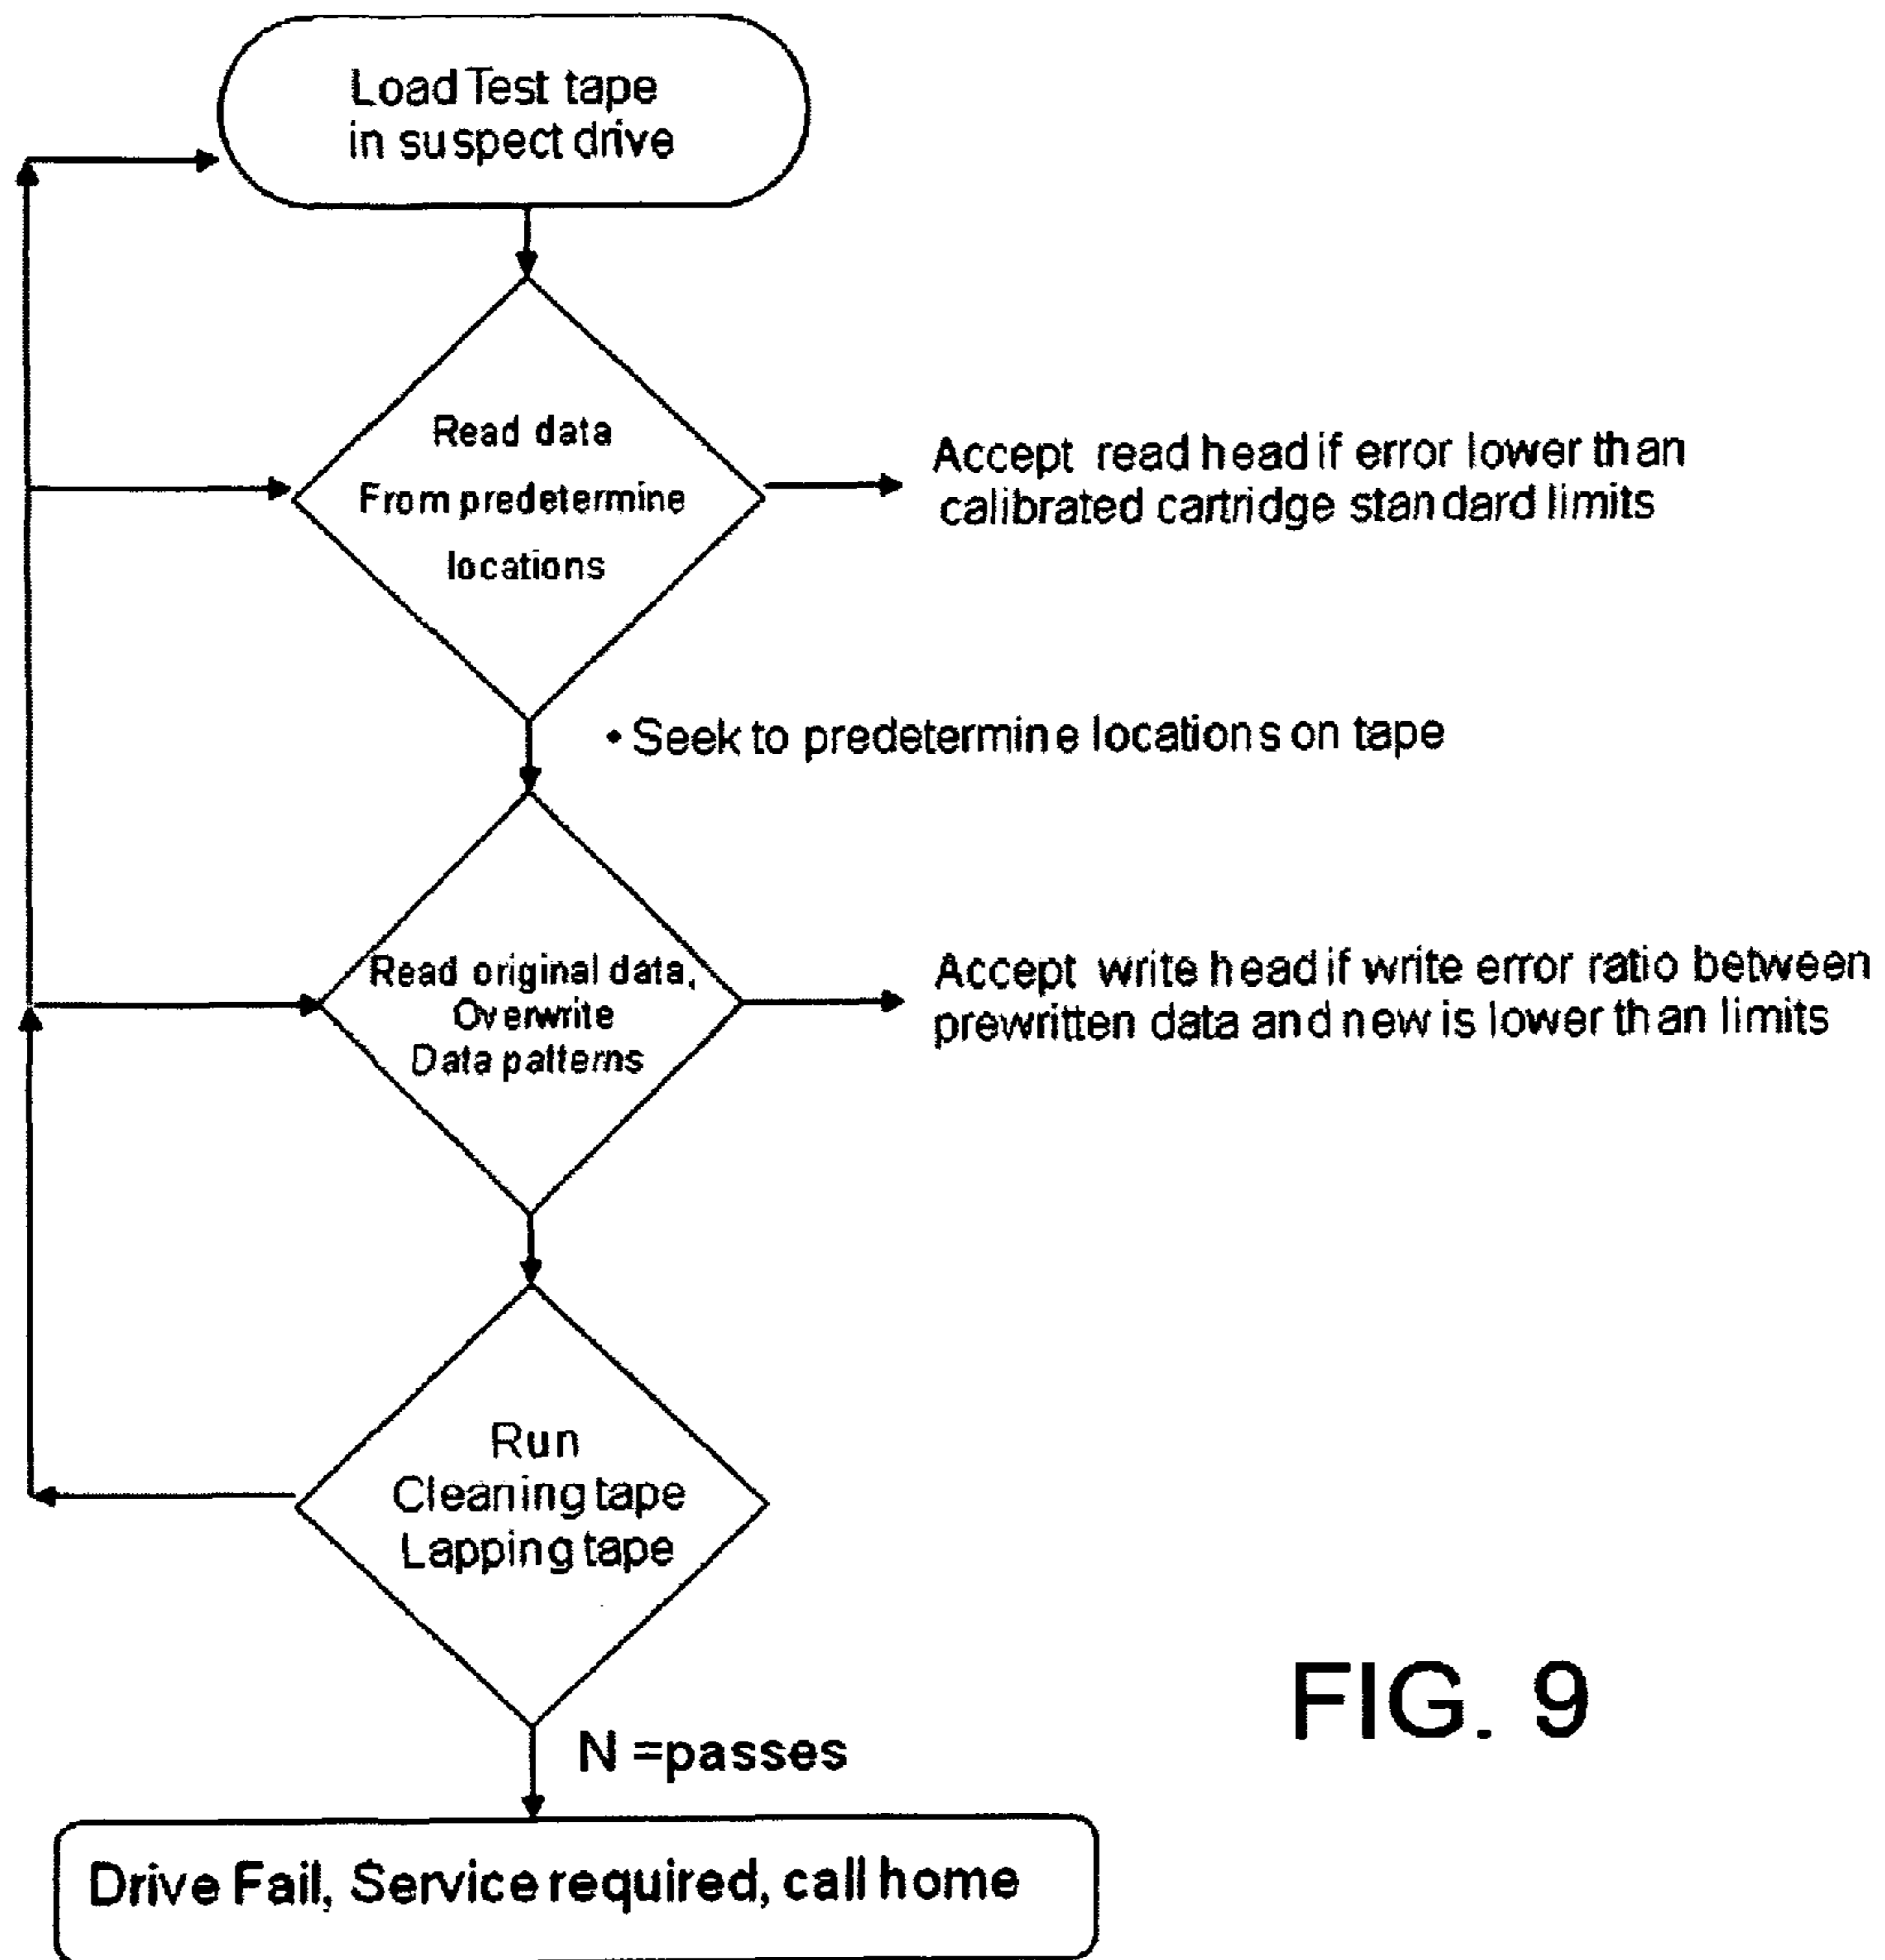 Load Test tape
in suspect drive
Read data
From predetermine
locations
Accept read head if error lower than
calibrated cartridge standard limits
• Seek to predetermine locations on tape
Read original data,
Overwrite
Data patterns
Accept write head if write error ratio between
prewritten data and new is lower than limits
Run
Cleaning tape
Lapping tape
N =passes
Drive Fail, Service required, call home
FIG. 9